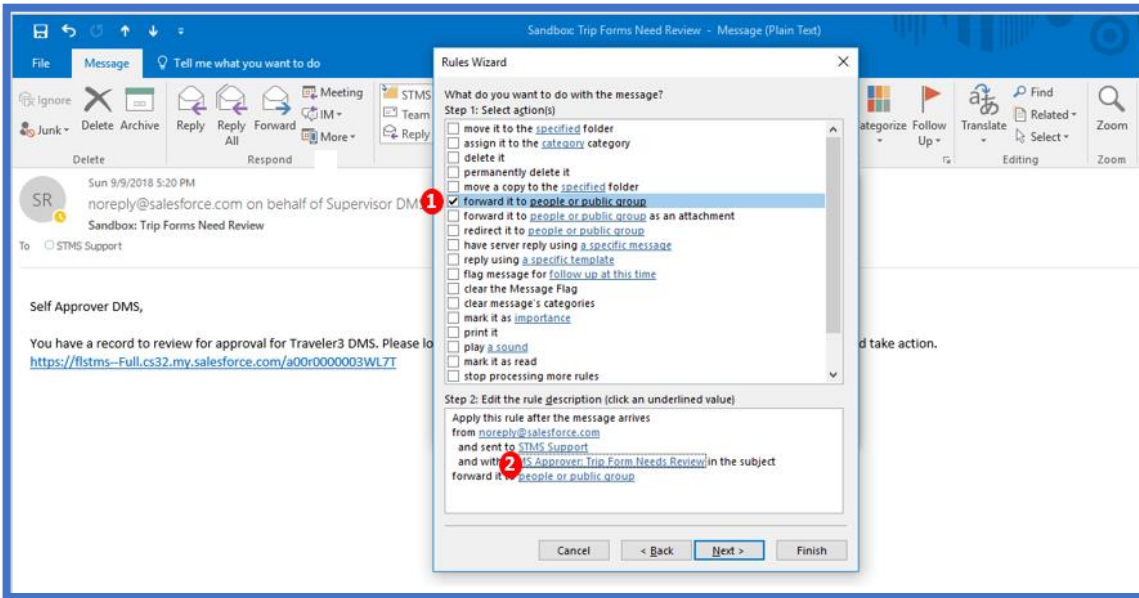 Sandbox: Trip Forms Need Review - Message (Plain Text)
File Message Tell me what you want to do
Ignore
Junk
Delete Archive
Reply Reply All Forward
Meeting
IM
More
STMS
Team
Reply
Categorize Follow Up
Translate
Find
Related
Select
Zoom
Delete Respond Editing Zoom
Sun 9/9/2018 5:20 PM
SR
noreply@salesforce.com on behalf of Supervisor DMS
Sandbox: Trip Forms Need Review
To STMS Support
Self Approver DMS,
You have a record to review for approval for Traveler3 DMS. Please lo
d take action.
https://flstms--Full.cs32.my.salesforce.com/a00r0000003WL7T
Rules Wizard
What do you want to do with the message?
Step 1: Select action(s)
move it to the specified folder
assign it to the category category
delete it
permanently delete it
move a copy to the specified folder
1
forward it to people or public group
forward it to people or public group as an attachment
redirect it to people or public group
have server reply using a specific message
reply using a specific template
flag message for follow up at this time
clear the Message Flag
clear message's categories
mark it as importance
print it
play a sound
mark it as read
stop processing more rules
Step 2: Edit the rule description (click an underlined value)
Apply this rule after the message arrives
from noreply@salesforce.com
and sent to STMS Support
and with MS Approver: Trip Form Needs Review in the subject
2
forward it to people or public group
Cancel < Back Next > Finish